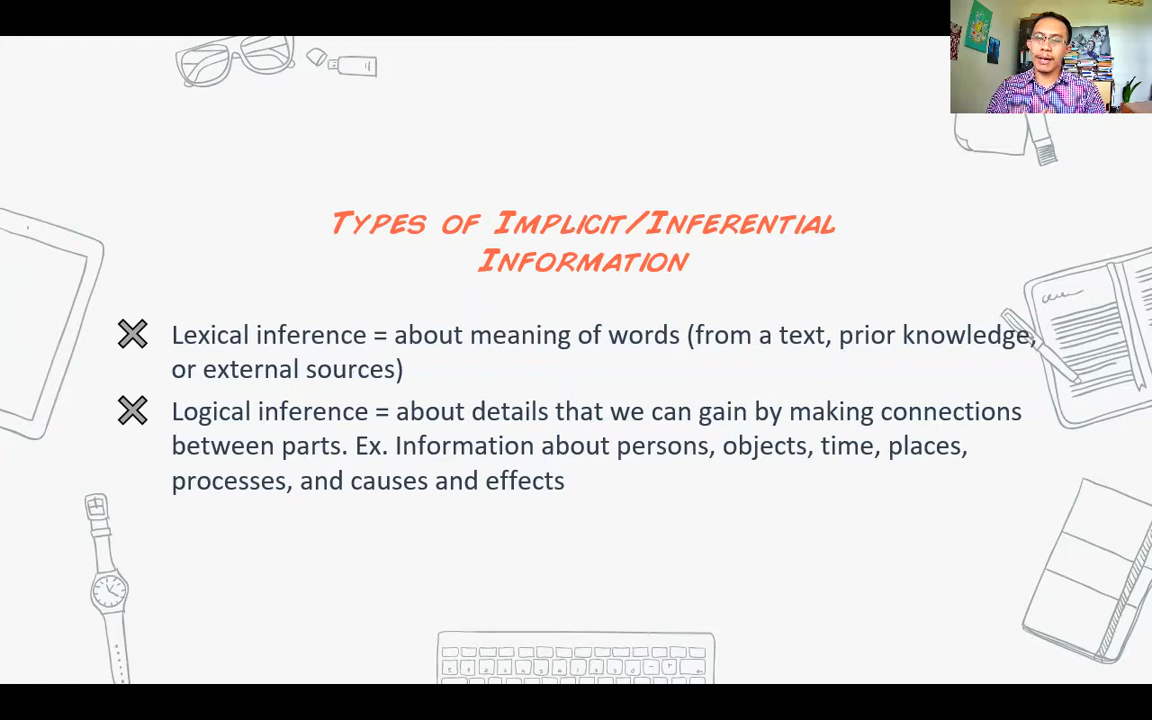 Types of Implicit/Inferential
Information
Lexical inference = about meaning of words (from a text, prior knowledge,
or external sources)
Logical inference = about details that we can gain by making connections
between parts. Ex. Information about persons, objects, time, places,
processes, and causes and effects